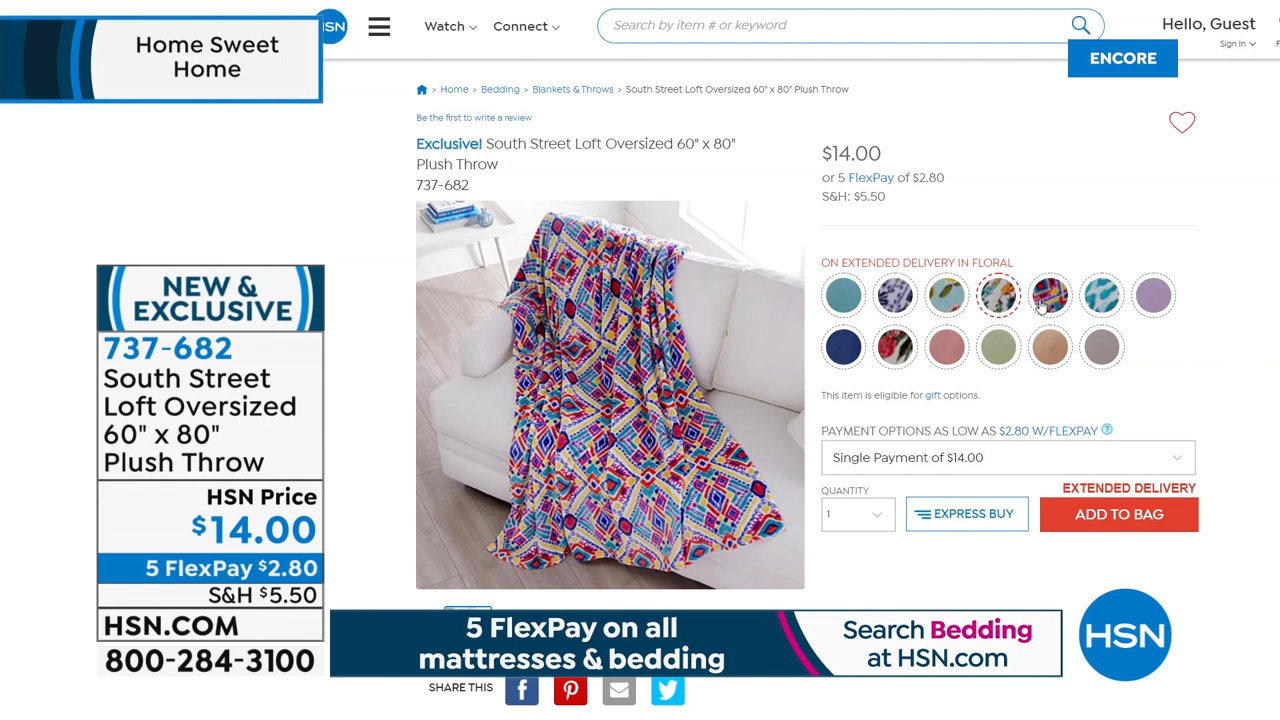 Home Sweet
Home
HSN
Watch
Connect
Search by item # or keyword
Hello, Guest
Sign In
ENCORE
> Home > Bedding > Blankets & Throws > South Street Loft Oversized 60" x 80" Plush Throw
Be the first to write a review
Exclusive! South Street Loft Oversized 60" x 80"
Plush Throw
737-682
$14.00
or 5 FlexPay of $2.80
S&H: $5.50
ON EXTENDED DELIVERY IN FLORAL
This item is eligible for gift options.
PAYMENT OPTIONS AS LOW AS $2.80 W/FLEXPAY ?
Single Payment of $14.00
QUANTITY
1
EXPRESS BUY
EXTENDED DELIVERY
ADD TO BAG
NEW &
EXCLUSIVE
737-682
South Street
Loft Oversized
60" x 80"
Plush Throw
HSN Price
$14.00
5 FlexPay $2.80
S&H $5.50
HSN.COM
800-284-3100
5 FlexPay on all
mattresses & bedding
Search Bedding
at HSN.com
HSN
SHARE THIS